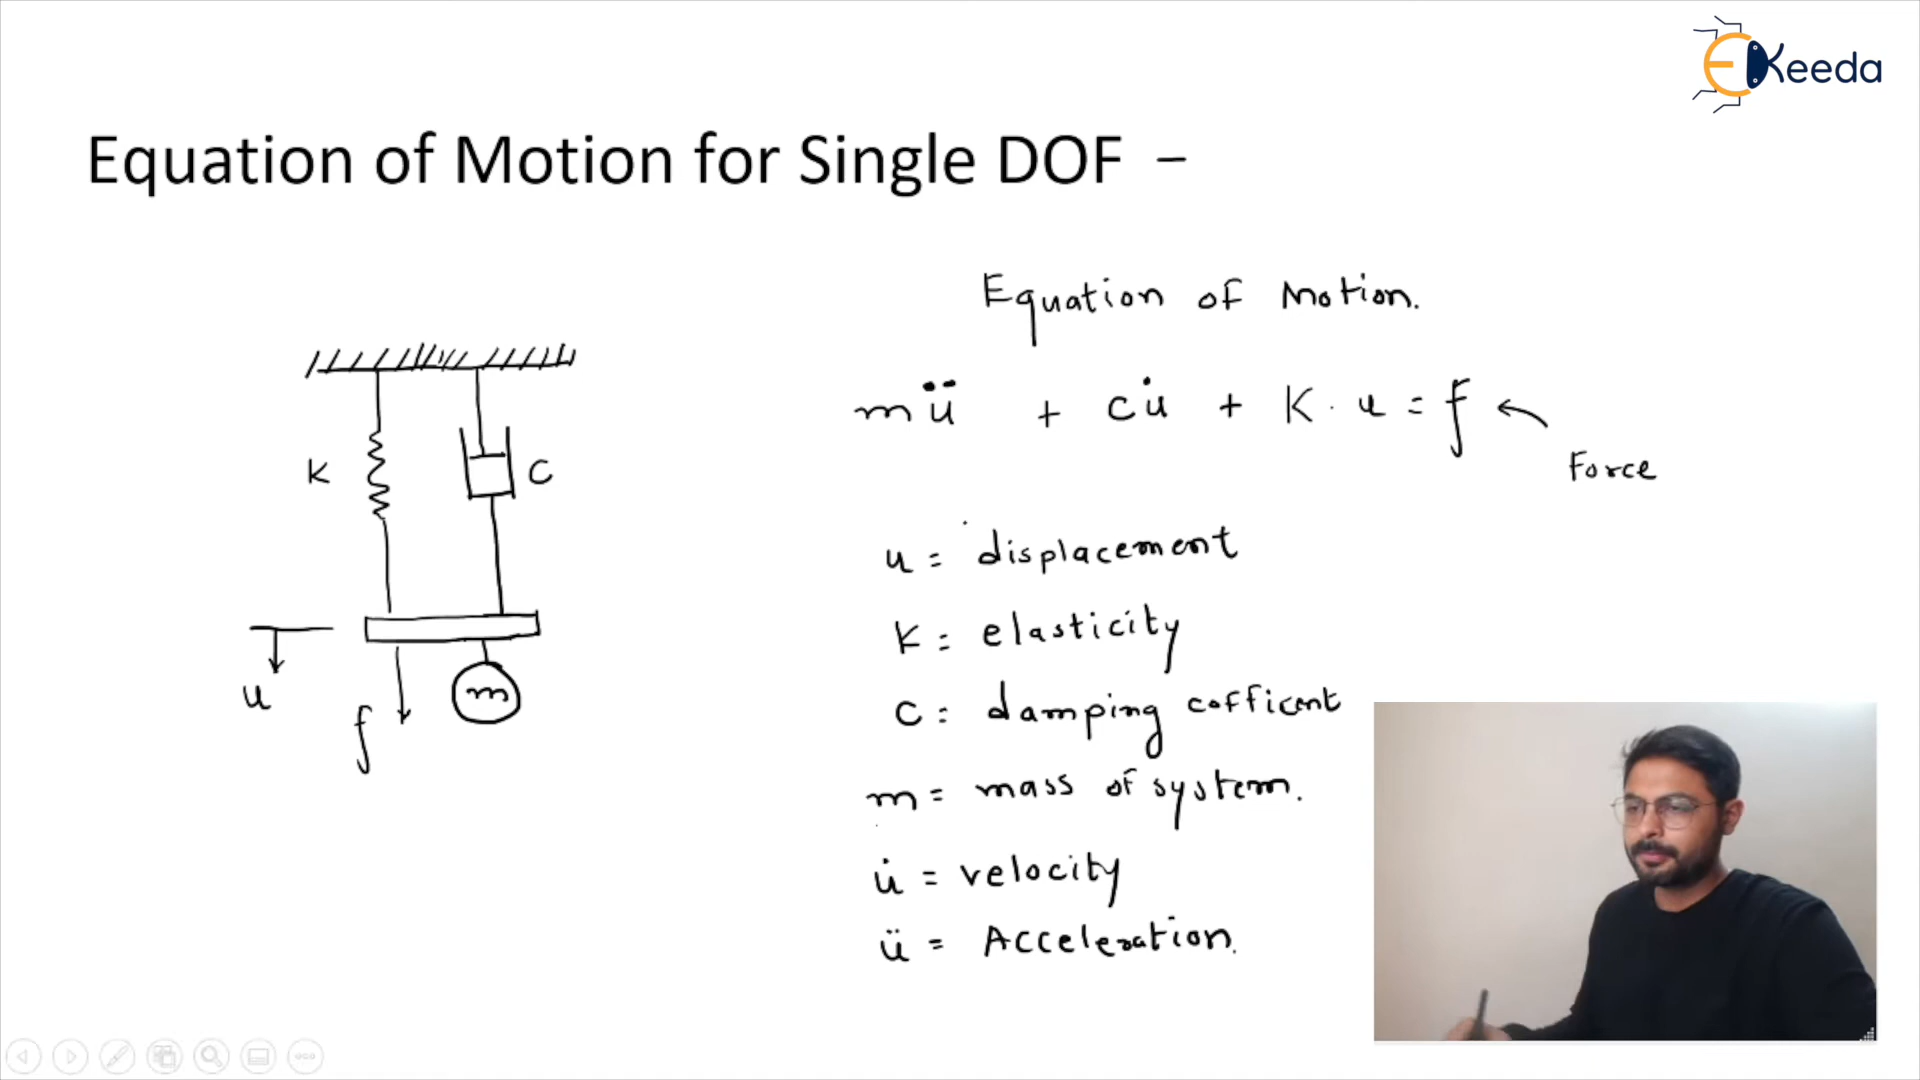 EKeeda
Equation of Motion for Single DOF –
Equation of Motion.
mü + cu̇ + K · u = f ←
Force
K
C
u
f
m
u = displacement
K = elasticity
C = damping cofficent
m = mass of system.
u̇ = velocity
ü = Acceleration.